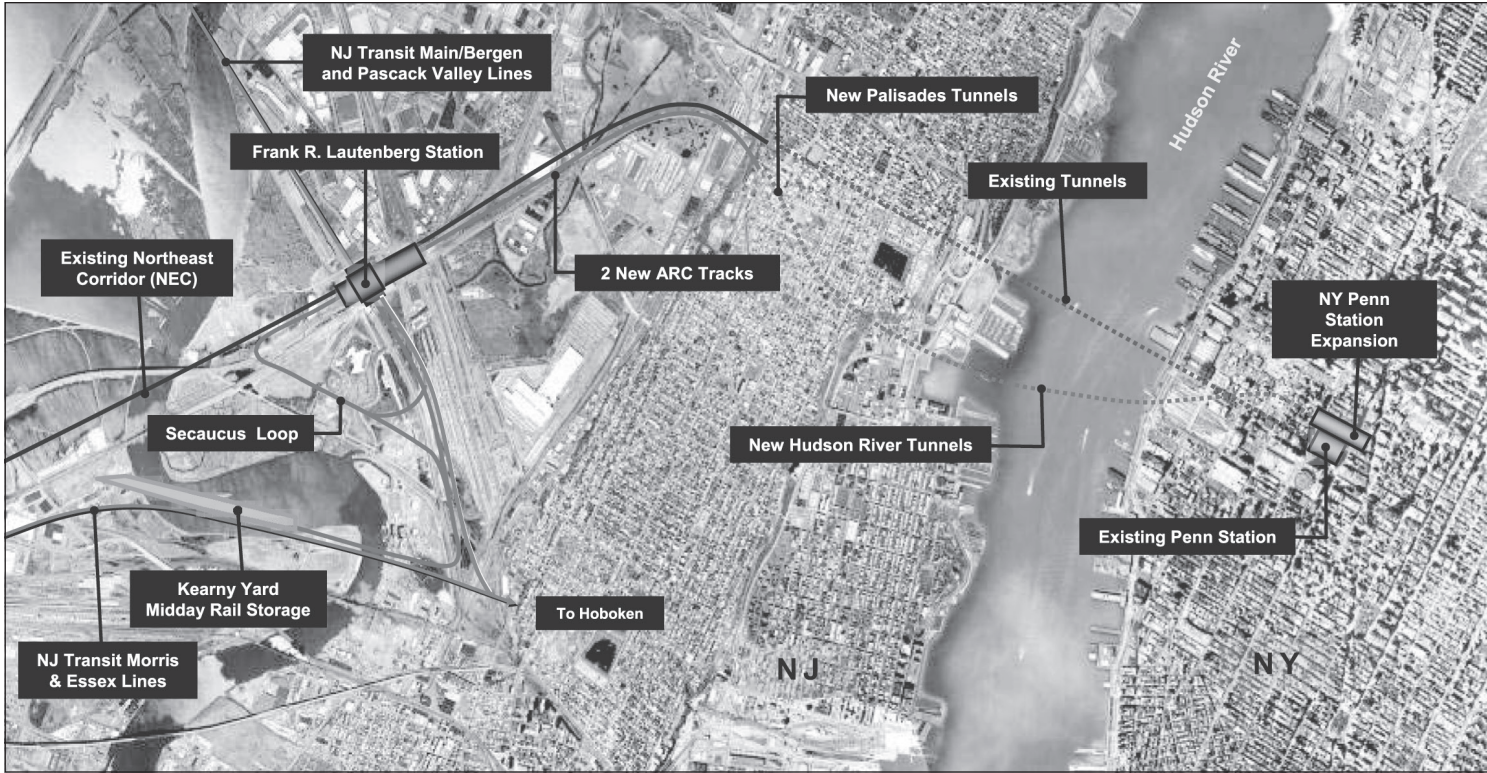 NJ Transit Main/Bergen
and Pascack Valley Lines
Hudson River
New Palisades Tunnels
Frank R. Lautenberg Station
Existing Tunnels
Existing Northeast
Corridor (NEC)
2 New ARC Tracks
NY Penn
Station
Expansion
Secaucus Loop
New Hudson River Tunnels
Existing Penn Station
Kearny Yard
Midday Rail Storage
To Hoboken
NJ Transit Morris
& Essex Lines
NJ
NY